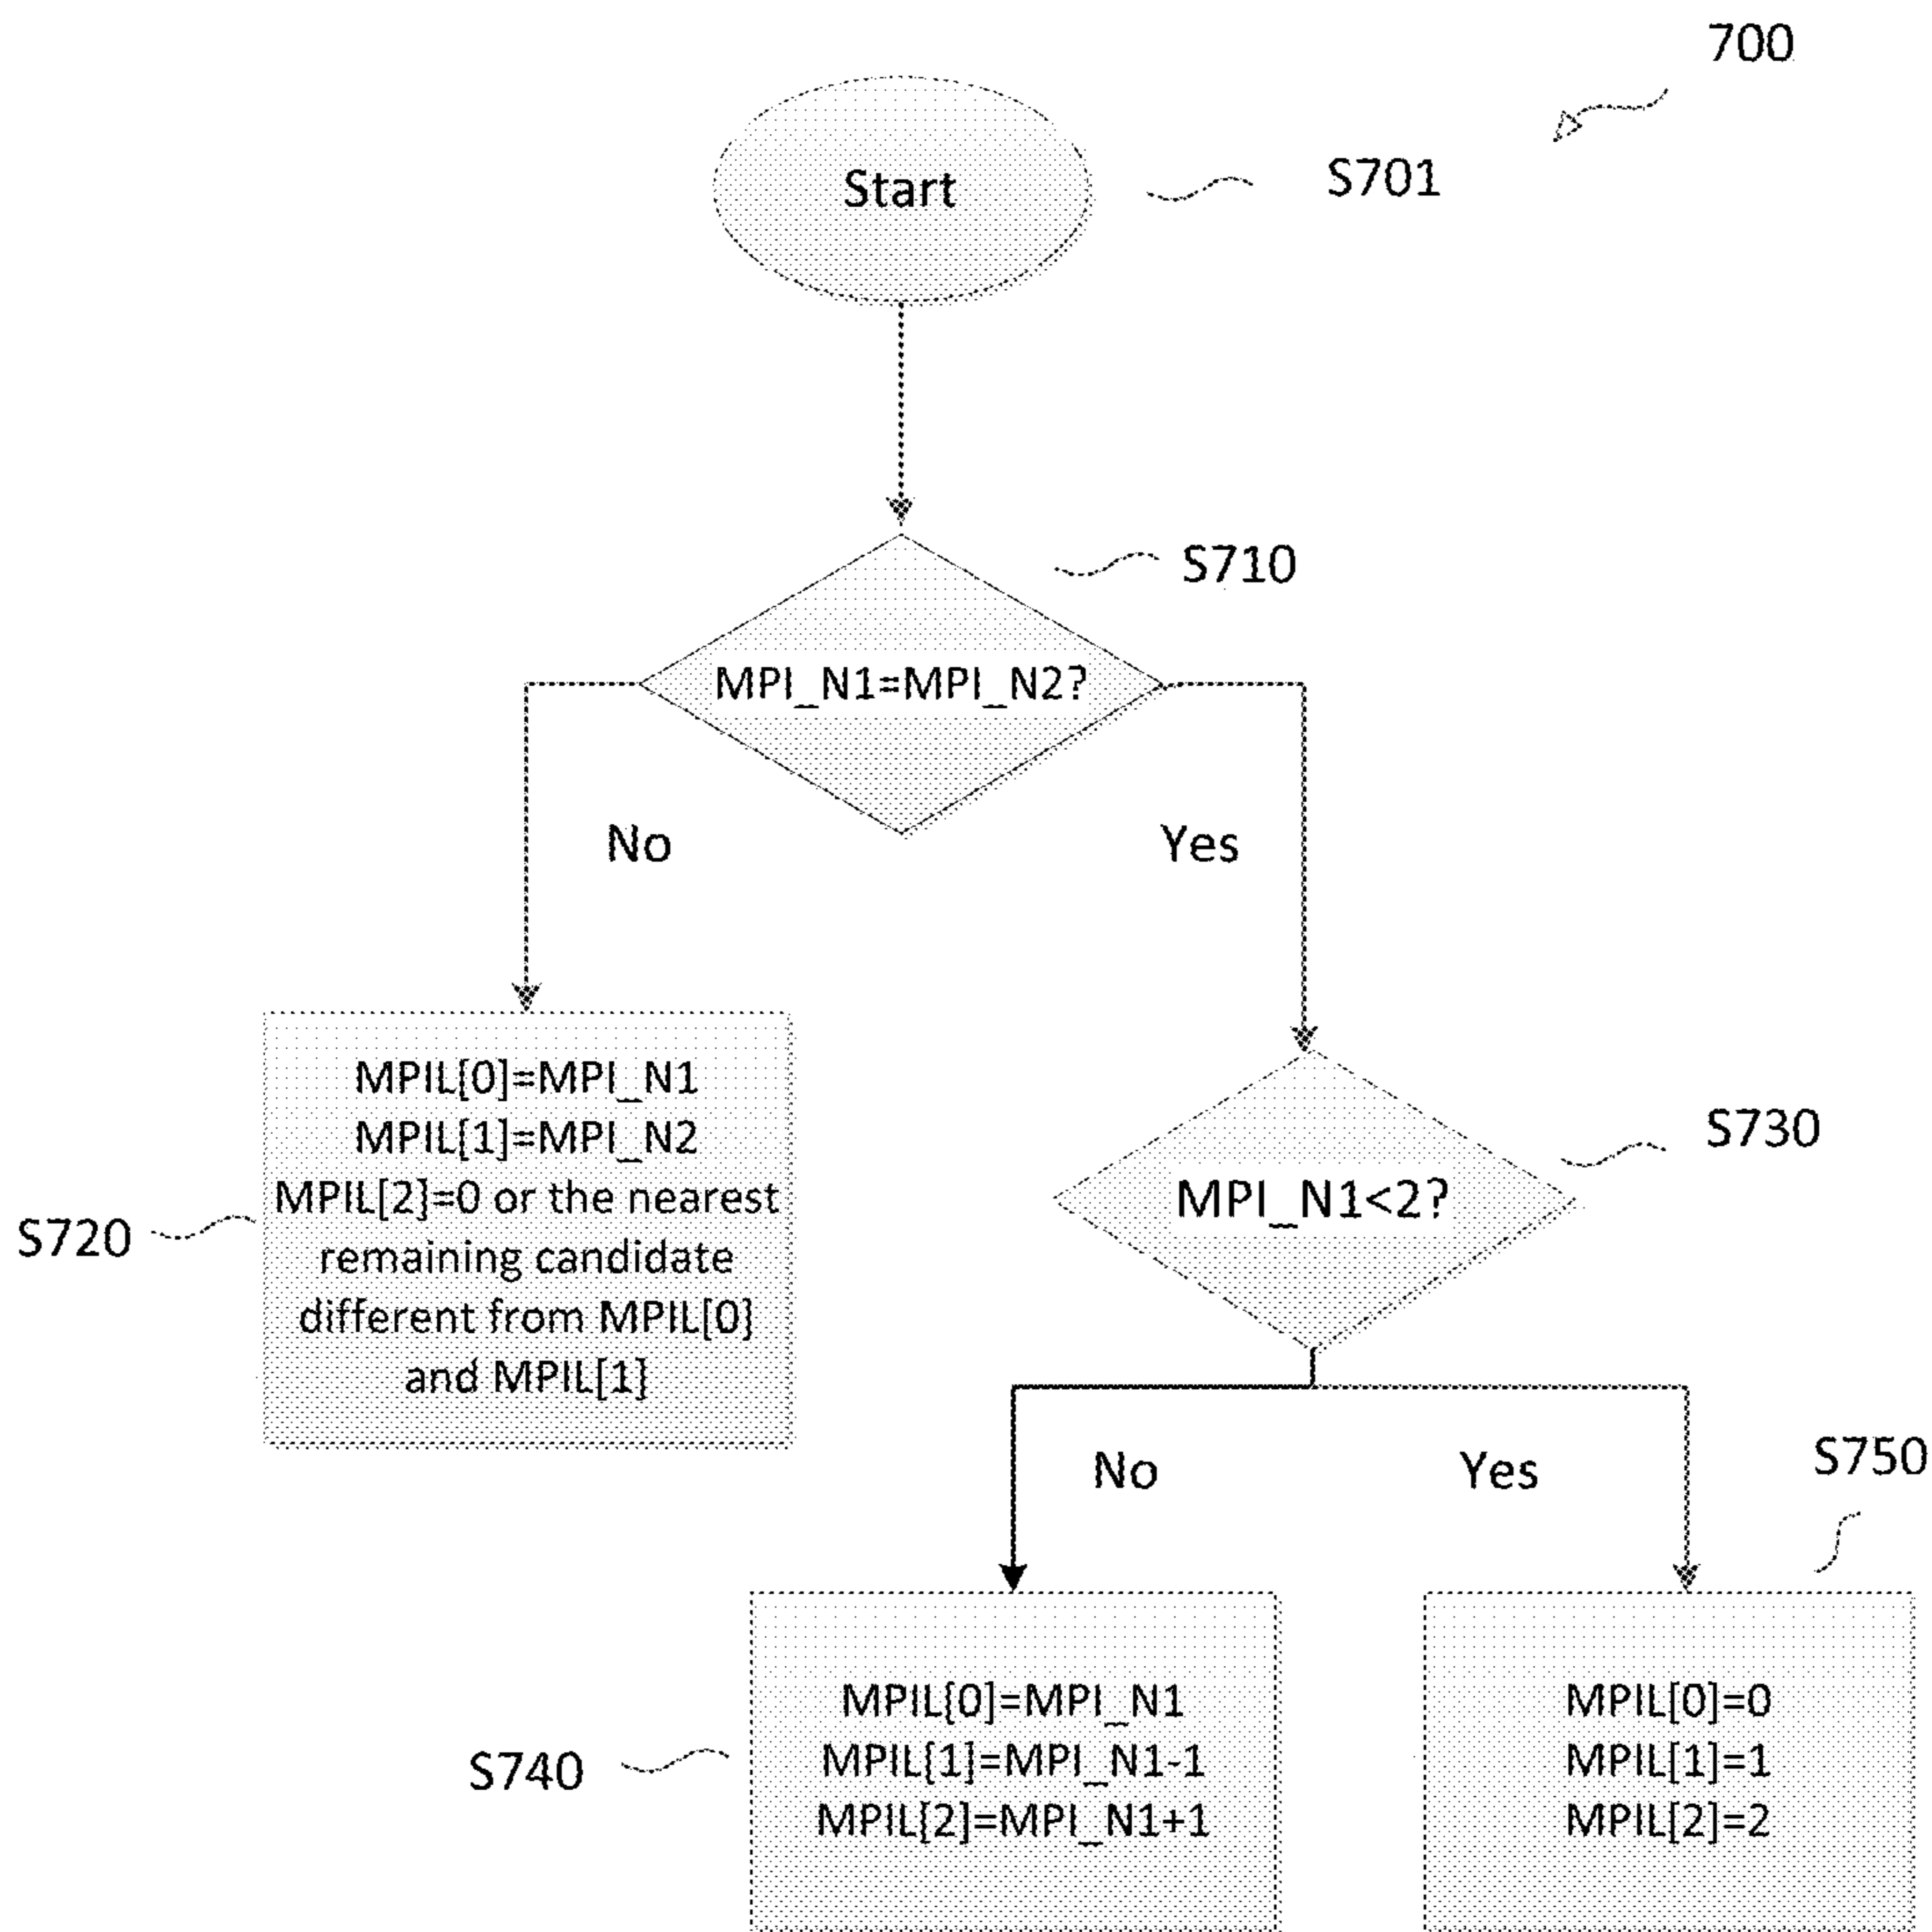 700
Start
S701
S710
MPI_N1=MPI_N2?
No
Yes
S720
MPIL[0]=MPI_N1
MPIL[1]=MPI_N2
MPIL[2]=0 or the nearest
remaining candidate
different from MPIL[0]
and MPIL[1]
S730
MPI_N1<2?
No
Yes
S750
S740
MPIL[0]=MPI_N1
MPIL[1]=MPI_N1-1
MPIL[2]=MPI_N1+1
MPIL[0]=0
MPIL[1]=1
MPIL[2]=2